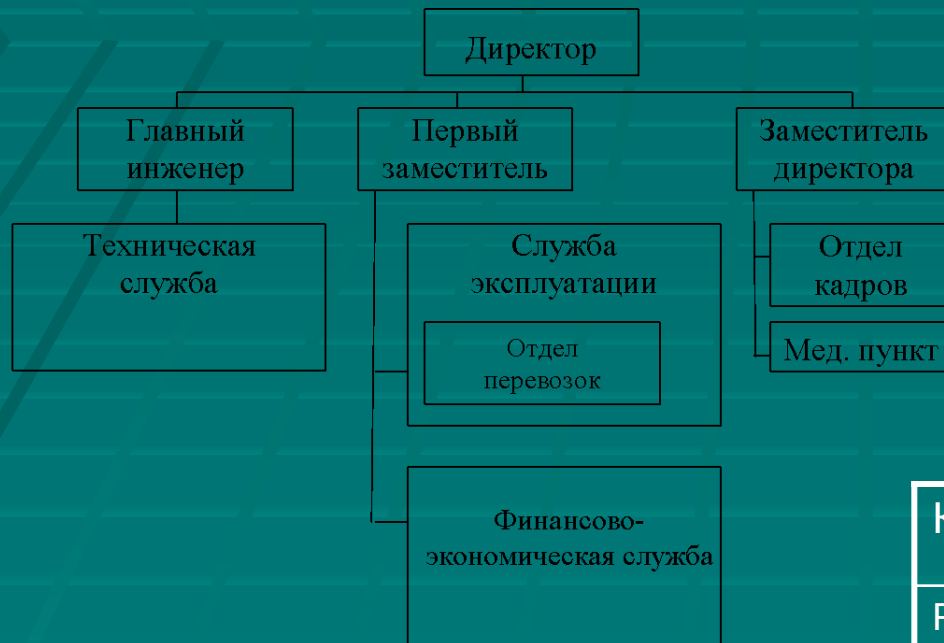 Директор
Главный
инженер
Первый
заместитель
Заместитель
директора
Техническая
служба
Служба
эксплуатации
Отдел
перевозок
Отдел
кадров
Мед. пункт
Финансово-
экономическая служба